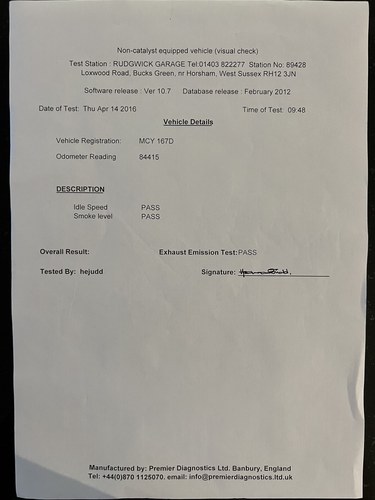 Non-catalyst equipped vehicle (visual check)
Test Station : RUDGWICK GARAGE Tel:01403 822277 Station No: 89428
Loxwood Road, Bucks Green, nr Horsham, West Sussex RH12 3JN
Software release : Ver 10.7 Database release : February 2012
Date of Test: Thu Apr 14 2016 Time of Test: 09:48
Vehicle Details
Vehicle Registration: MCY 167D
Odometer Reading 84415
DESCRIPTION
Idle Speed PASS
Smoke level PASS
Overall Result: Exhaust Emission Test:PASS
Tested By: hejudd Signature:
Manufactured by: Premier Diagnostics Ltd. Banbury, England
Tel: +44(0)870 1125070. email: info@premierdiagnostics.ltd.uk